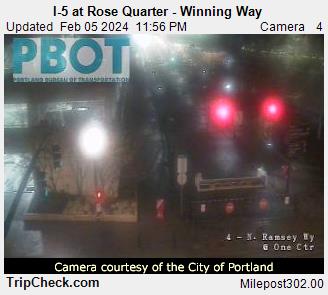 I-5 at Rose Quarter - Winning Way
Updated Feb 05 2024 11:56 PM Camera 4
PBOT
PORTLAND BUREAU OF TRANSPORTATION
4 - N. Ramsey Wy
@ One Ctr
Camera courtesy of the City of Portland
TripCheck.com Milepost302.00